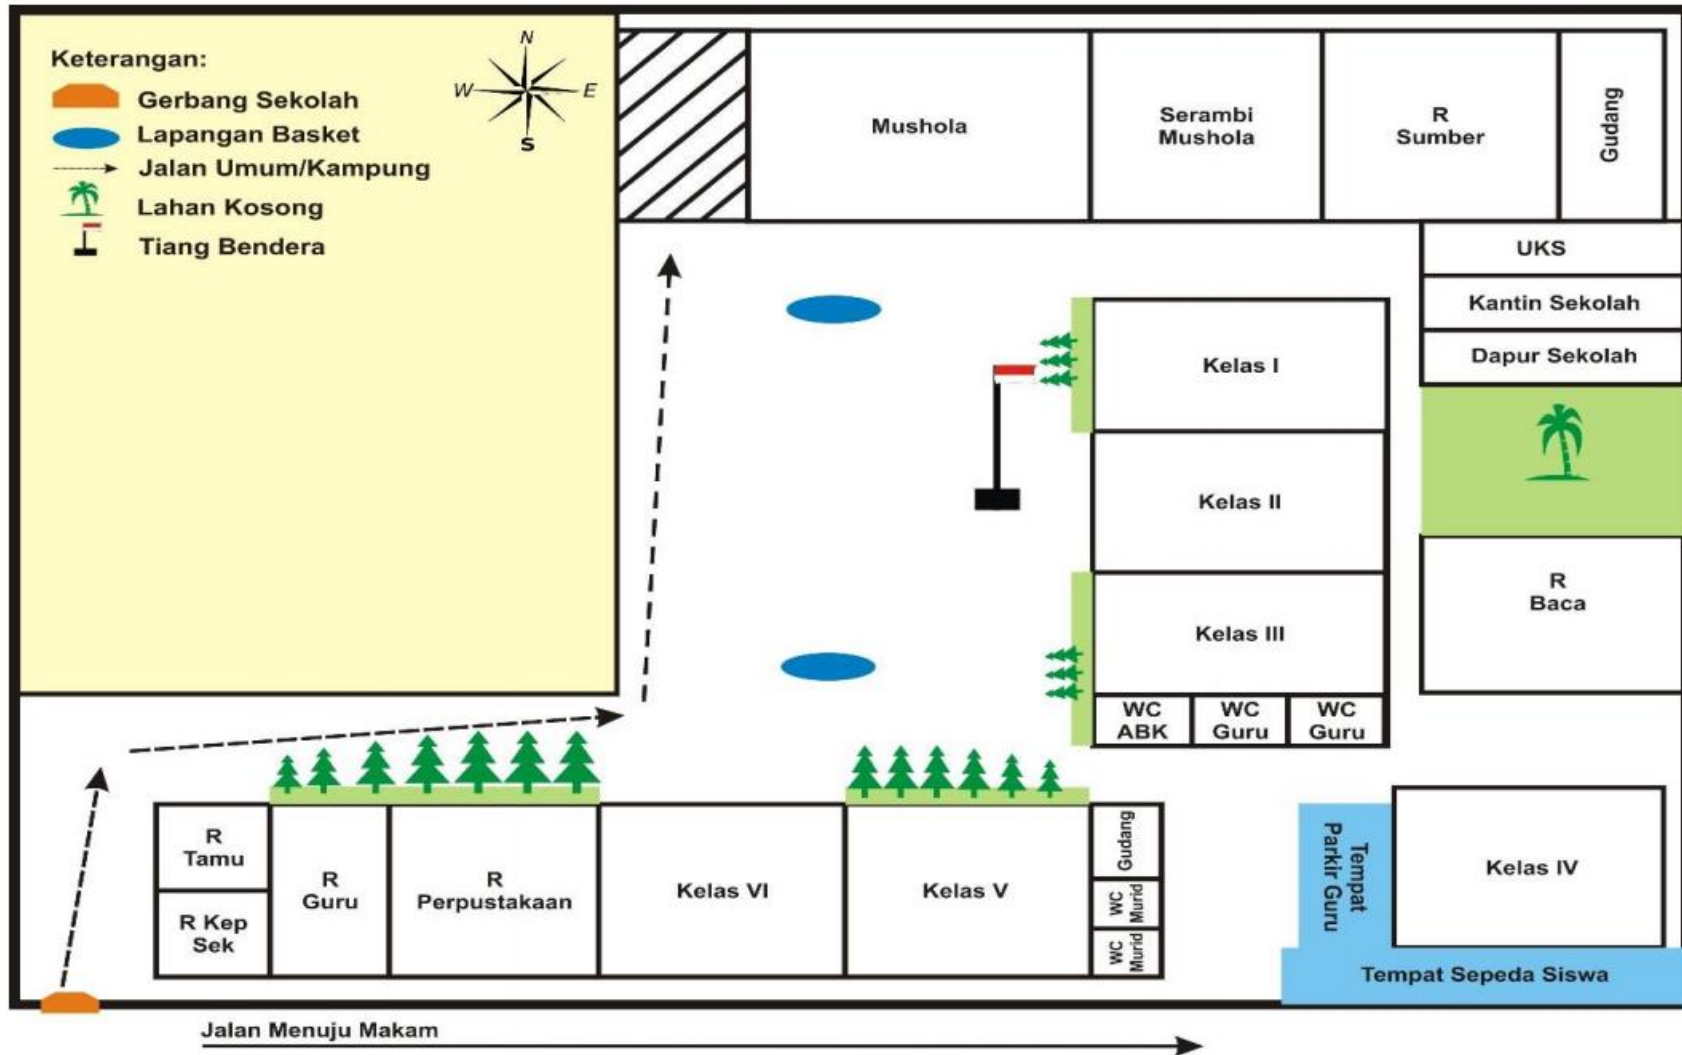 Keterangan:
Gerbang Sekolah
Lapangan Basket
Jalan Umum/Kampung
Lahan Kosong
Tiang Bendera
N
W
E
S
Mushola
Serambi
Mushola
R
Sumber
Gudang
UKS
Kantin Sekolah
Dapur Sekolah
Kelas I
Kelas II
Kelas III
R
Baca
WC
ABK
WC
Guru
WC
Guru
R
Tamu
R Kep
Sek
R
Guru
R
Perpustakaan
Kelas VI
Kelas V
Gudang
WC
Murid
WC
Murid
Tempat
Parkir Guru
Kelas IV
Tempat Sepeda Siswa
Jalan Menuju Makam